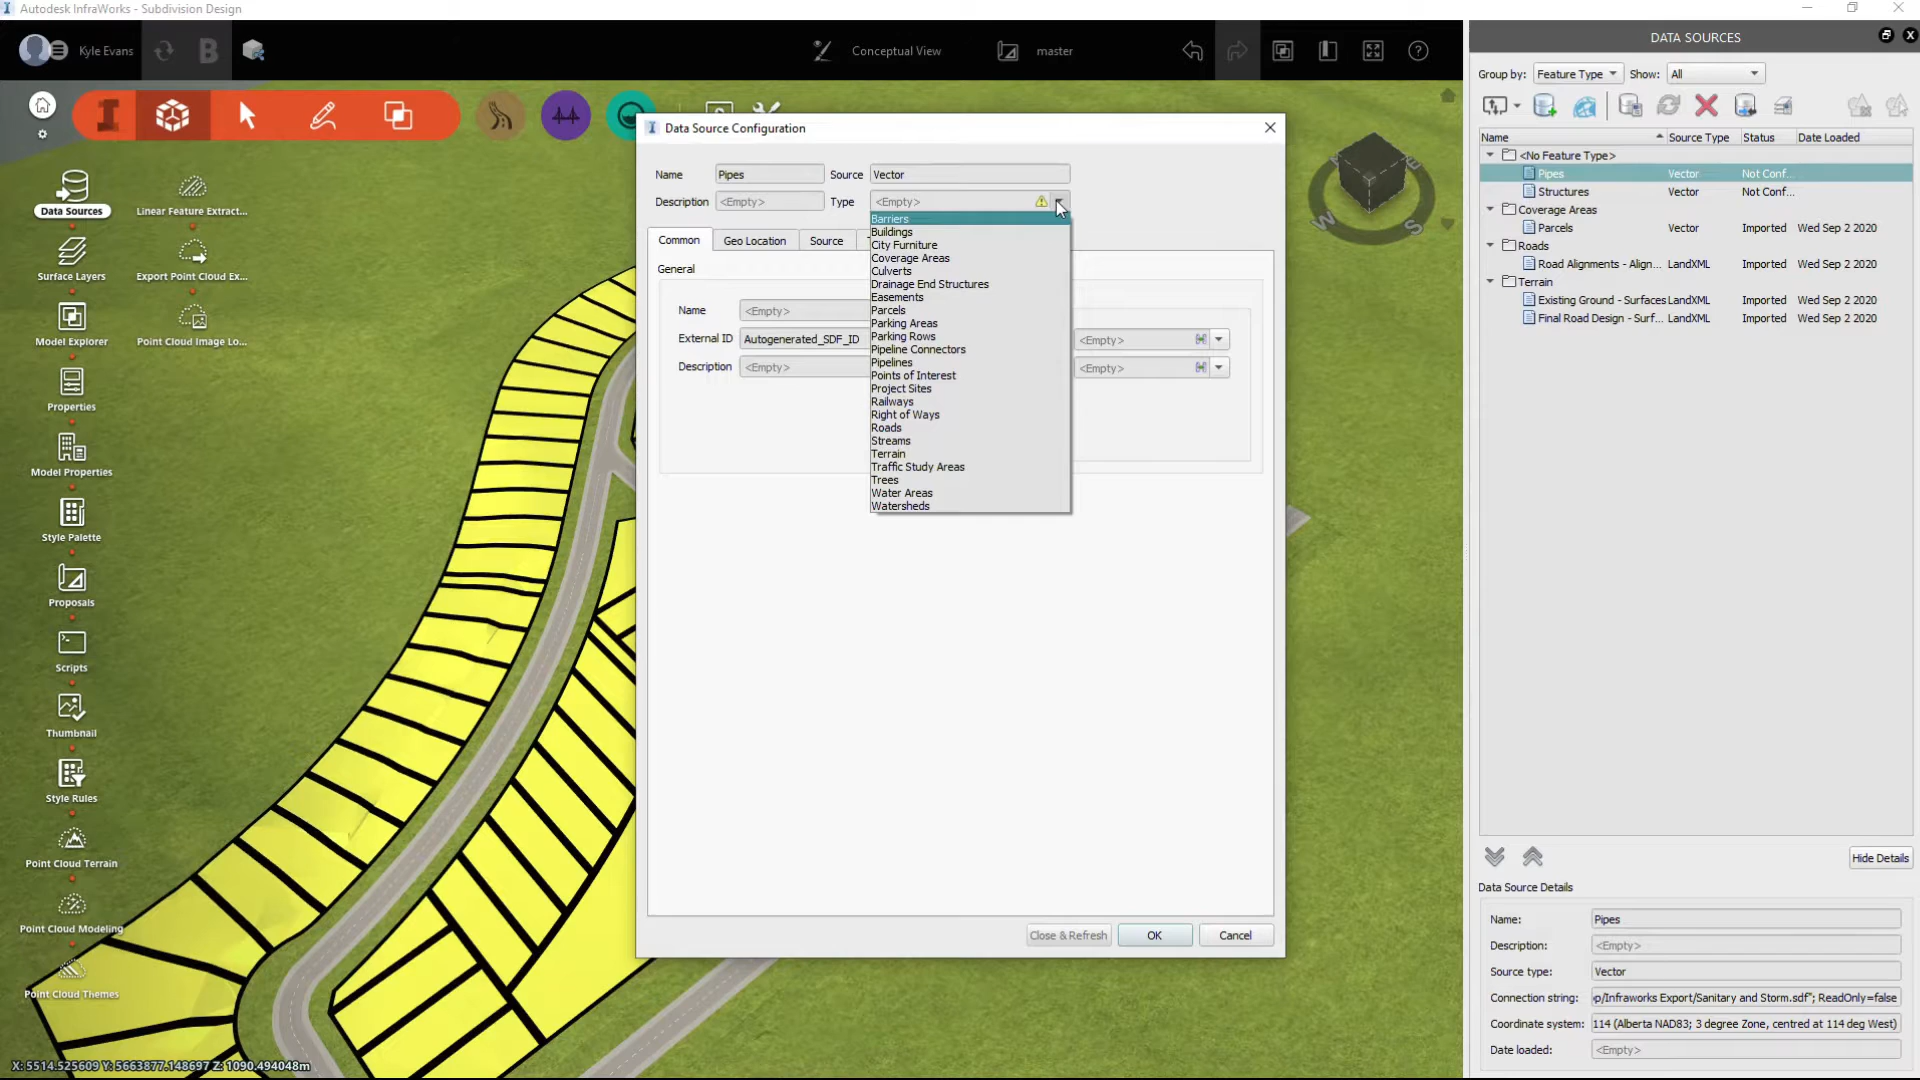 Autodesk InfraWorks - Subdivision Design
Kyle Evans
B
Conceptual View
master
Data Sources
Linear Feature Extract...
Surface Layers
Export Point Cloud Ex...
Model Explorer
Point Cloud Image Lo...
Properties
Model Properties
Style Palette
Proposals
Scripts
Thumbnail
Style Rules
Point Cloud Terrain
Point Cloud Modeling
Point Cloud Themes
X: 5514.525609 Y: 5663877.148697 Z: 1090.494048m
Data Source Configuration
Name
Pipes
Source
Vector
Description
<Empty>
Type
<Empty>
Common
Geo Location
Source
General
Name
<Empty>
External ID
Autogenerated_SDF_ID
Description
<Empty>
<Empty>
<Empty>
Barriers
Buildings
City Furniture
Coverage Areas
Culverts
Drainage End Structures
Easements
Parcels
Parking Areas
Parking Rows
Pipeline Connectors
Pipelines
Points of Interest
Project Sites
Railways
Right of Ways
Roads
Streams
Terrain
Traffic Study Areas
Trees
Water Areas
Watersheds
Close & Refresh
OK
Cancel
W
S
E
DATA SOURCES
Group by:
Feature Type
Show:
All
Name
Source Type
Status
Date Loaded
<No Feature Type>
Pipes Vector Not Conf...
Structures Vector Not Conf...
Coverage Areas
Parcels Vector Imported Wed Sep 2 2020
Roads
Road Alignments - Align... LandXML Imported Wed Sep 2 2020
Terrain
Existing Ground - Surfaces LandXML Imported Wed Sep 2 2020
Final Road Design - Surf... LandXML Imported Wed Sep 2 2020
Hide Details
Data Source Details
Name: Pipes
Description: <Empty>
Source type: Vector
Connection string: p/Infraworks Export/Sanitary and Storm.sdf"; ReadOnly=false
Coordinate system: 114 (Alberta NAD83; 3 degree Zone, centred at 114 deg West)
Date loaded: <Empty>